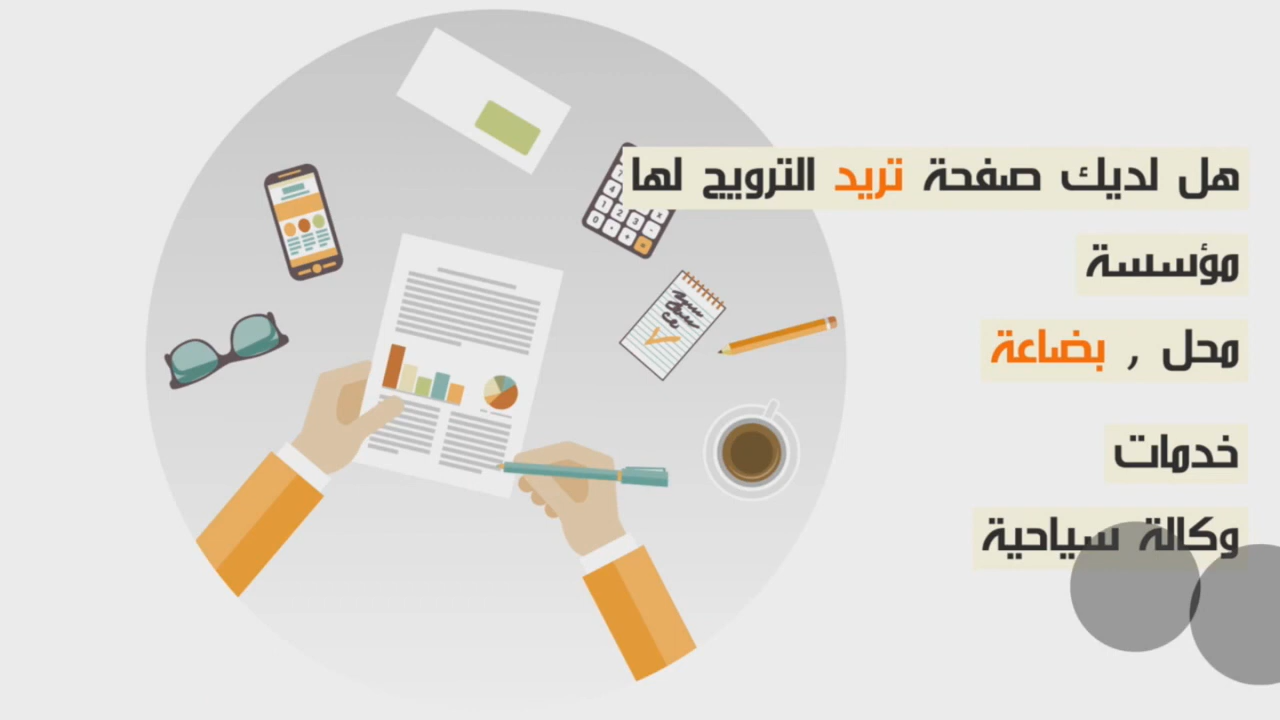 هل لديك صفحة تريد الترويج لها
مؤسسة
محل , بضاعة
خدمات
وكالة سياحية